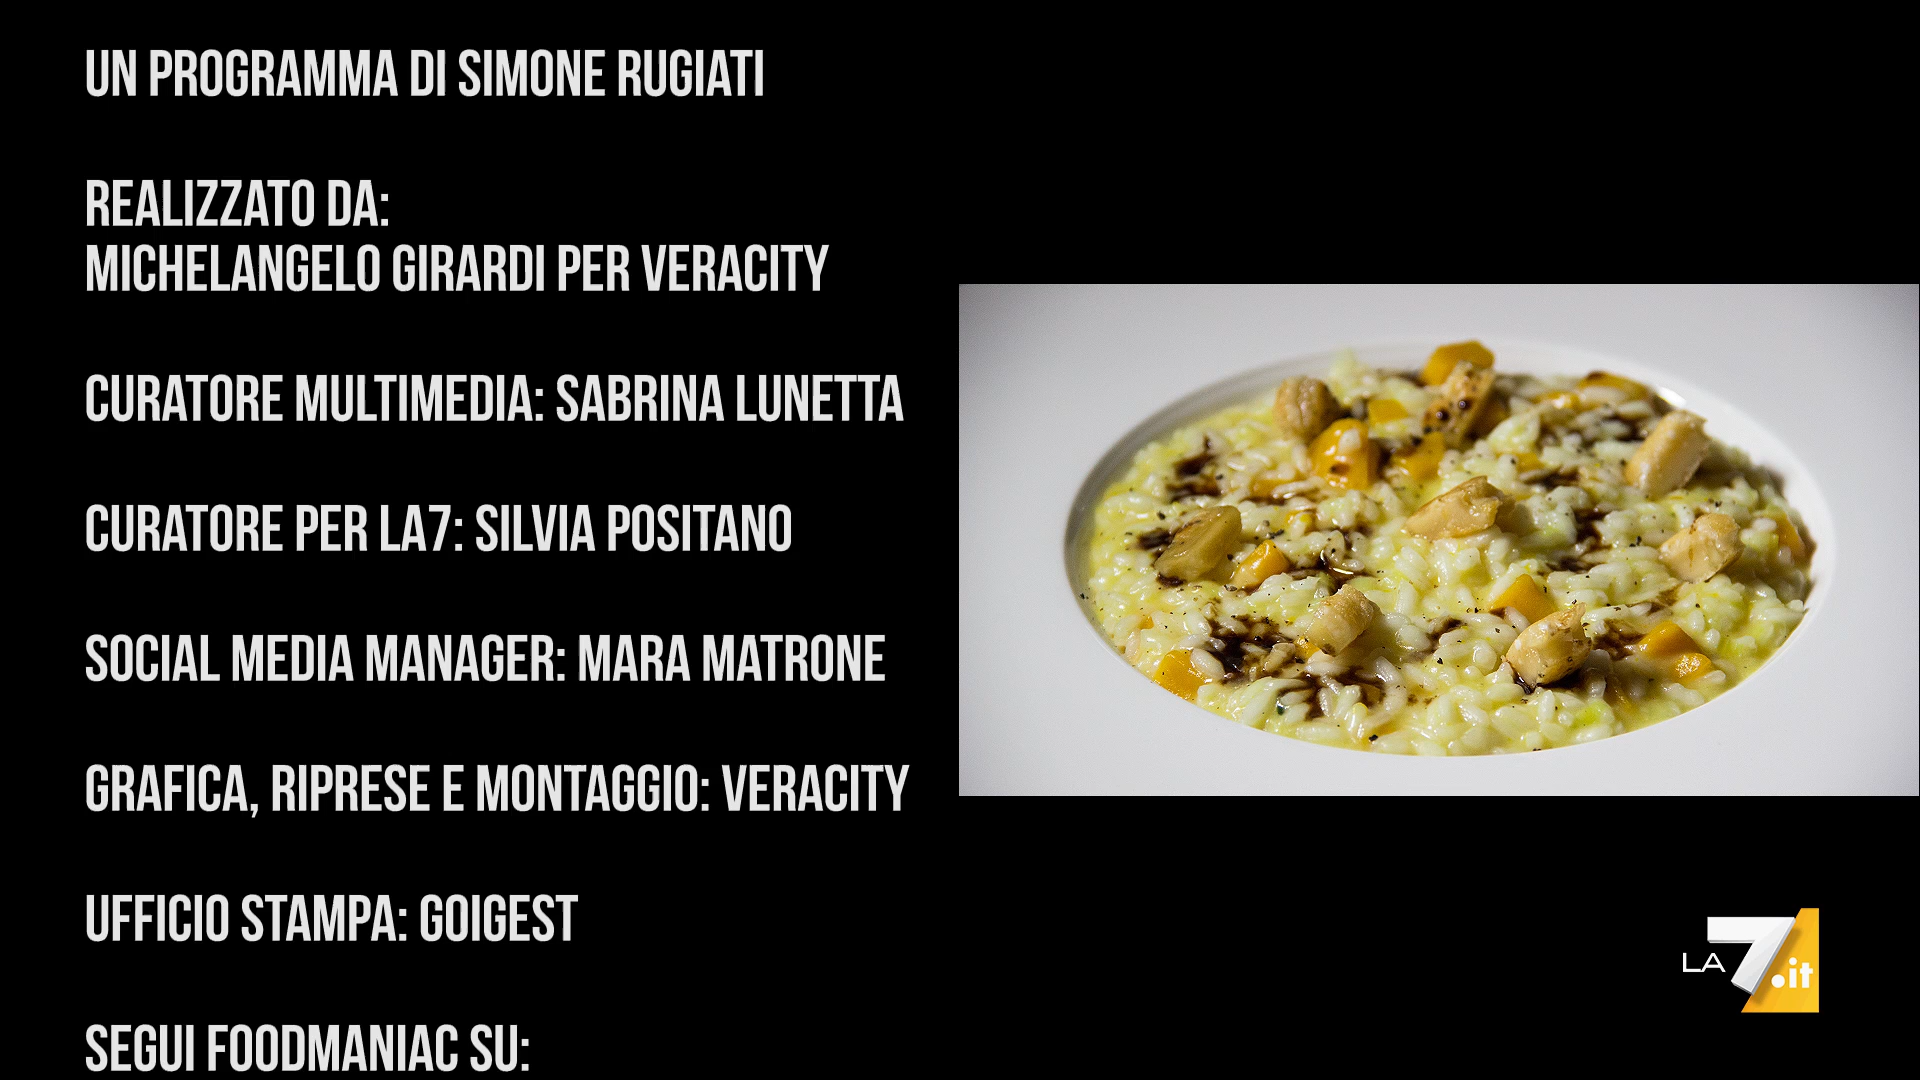 UN PROGRAMMA DI SIMONE RUGIATI
REALIZZATO DA:
MICHELANGELO GIRARDI PER VERACITY
CURATORE MULTIMEDIA: SABRINA LUNETTA
CURATORE PER LA7: SILVIA POSITANO
SOCIAL MEDIA MANAGER: MARA MATRONE
GRAFICA, RIPRESE E MONTAGGIO: VERACITY
UFFICIO STAMPA: GOIGEST
SEGUI FOODMANIAC SU:
LA7.it